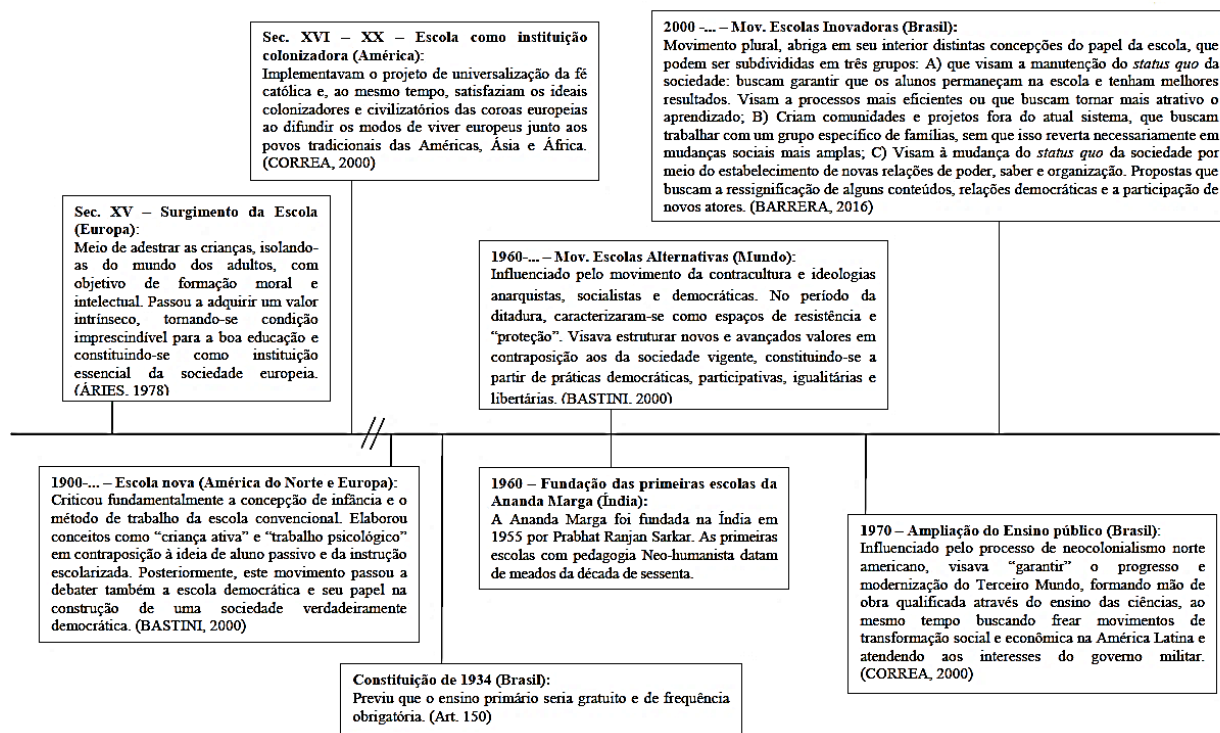 Sec. XVI – XX – Escola como instituição
colonizadora (América):
Implementavam o projeto de universalização da fé
católica e, ao mesmo tempo, satisfaziam os ideais
colonizadores e civilizatórios das coroas europeias
ao difundir os modos de viver europeus junto aos
povos tradicionais das Américas, Ásia e África.
(CORREA, 2000)
2000 -... – Mov. Escolas Inovadoras (Brasil):
Movimento plural, abriga em seu interior distintas concepções do papel da escola, que
podem ser subdivididas em três grupos: A) que visam a manutenção do status quo da
sociedade: buscam garantir que os alunos permaneçam na escola e tenham melhores
resultados. Visam a processos mais eficientes ou que buscam tornar mais atrativo o
aprendizado; B) Criam comunidades e projetos fora do atual sistema, que buscam
trabalhar com um grupo específico de famílias, sem que isso reverta necessariamente em
mudanças sociais mais amplas; C) Visam à mudança do status quo da sociedade por
meio do estabelecimento de novas relações de poder, saber e organização. Propostas que
buscam a ressignificação de alguns conteúdos, relações democráticas e a participação de
novos atores. (BARRERA, 2016)
Sec. XV – Surgimento da Escola
(Europa):
Meio de adestrar as crianças, isolando-
as do mundo dos adultos, com
objetivo de formação moral e
intelectual. Passou a adquirir um valor
intrínseco, tornando-se condição
imprescindível para a boa educação e
constituindo-se como instituição
essencial da sociedade europeia.
(ÁRIES, 1978)
1960-... – Mov. Escolas Alternativas (Mundo):
Influenciado pelo movimento da contracultura e ideologias
anarquistas, socialistas e democráticas. No período da
ditadura, caracterizaram-se como espaços de resistência e
“proteção”. Visava estruturar novos e avançados valores em
contraposição aos da sociedade vigente, constituindo-se a
partir de práticas democráticas, participativas, igualitárias e
libertárias. (BASTINI, 2000)
1900-... – Escola nova (América do Norte e Europa):
Criticou fundamentalmente a concepção de infância e o
método de trabalho da escola convencional. Elaborou
conceitos como “criança ativa” e “trabalho psicológico”
em contraposição à ideia de aluno passivo e da instrução
escolarizada. Posteriormente, este movimento passou a
debater também a escola democrática e seu papel na
construção de uma sociedade verdadeiramente
democrática. (BASTINI, 2000)
1960 – Fundação das primeiras escolas da
Ananda Marga (Índia):
A Ananda Marga foi fundada na Índia em
1955 por Prabhat Ranjan Sarkar. As primeiras
escolas com pedagogia Neo-humanista datam
de meados da década de sessenta.
1970 – Ampliação do Ensino público (Brasil):
Influenciado pelo processo de neocolonialismo norte
americano, visava “garantir” o progresso e
modernização do Terceiro Mundo, formando mão de
obra qualificada através do ensino das ciências, ao
mesmo tempo buscando frear movimentos de
transformação social e econômica na América Latina e
atendendo aos interesses do governo militar.
(CORREA, 2000)
Constituição de 1934 (Brasil):
Previu que o ensino primário seria gratuito e de frequência
obrigatória. (Art. 150)